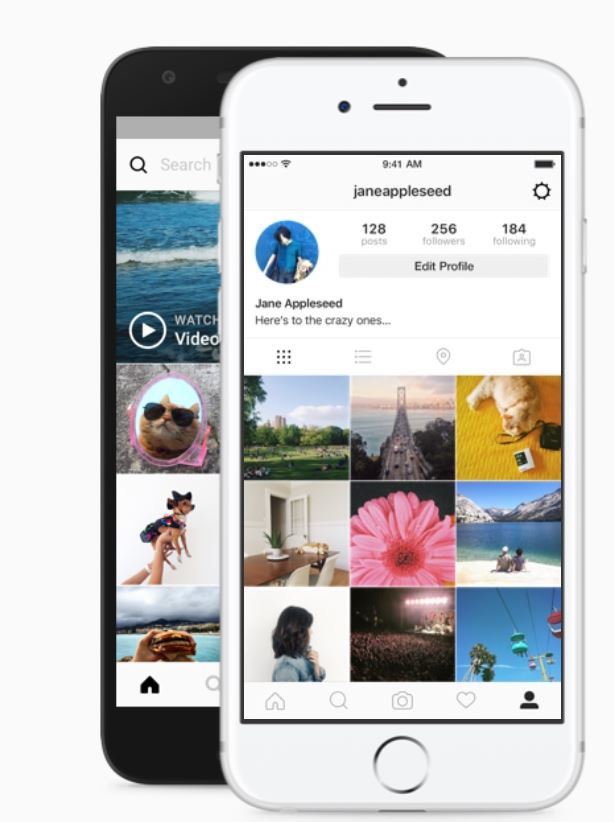 Search
WATCH
Video
9:41 AM
janeappleseed
128
posts
256
followers
184
following
Edit Profile
Jane Appleseed
Here's to the crazy ones...